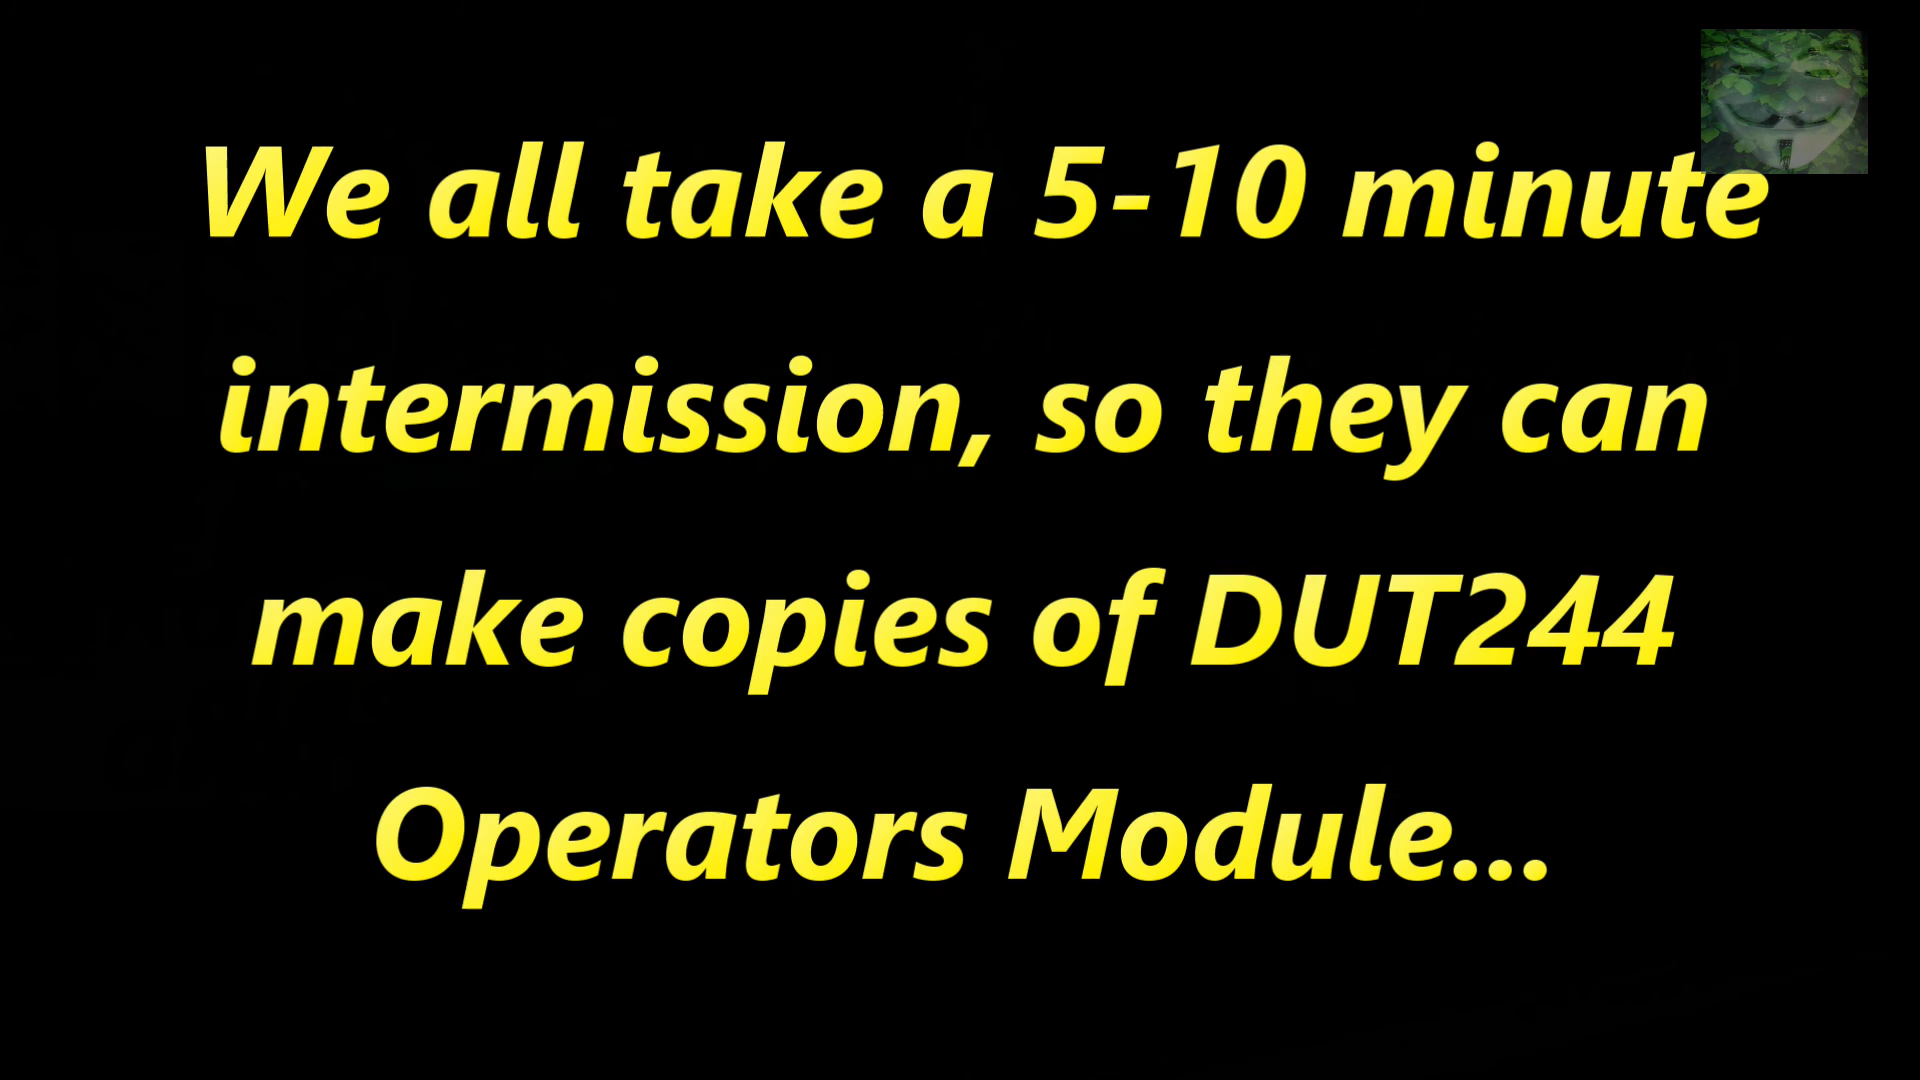 We all take a 5-10 minute
intermission, so they can
make copies of DUT244
Operators Module...